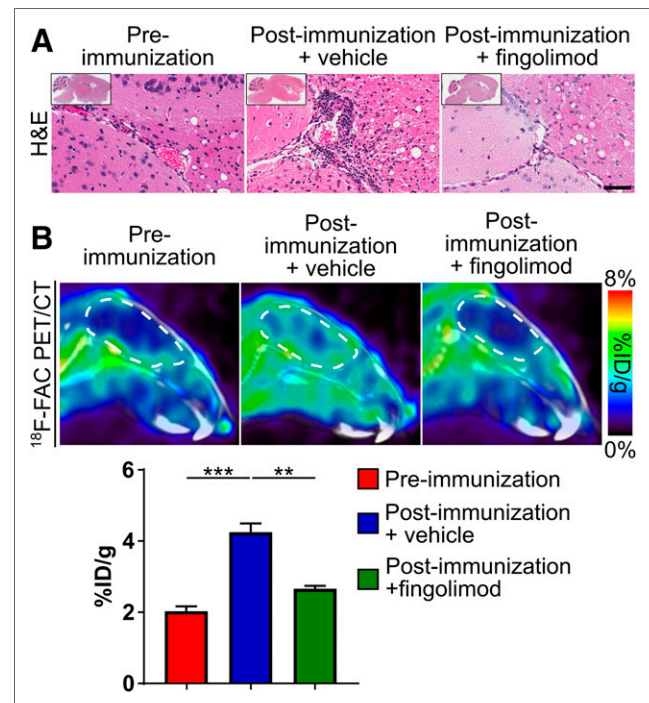 A
Pre-
immunization
Post-immunization
+ vehicle
Post-immunization
+ fingolimod
H&E
B
Pre-
immunization
Post-
immunization
+ vehicle
Post-
immunization
+ fingolimod
¹⁸F-FAC PET/CT
8%
%ID/g
0%
6
4
2
0
%ID/g
***
**
Pre-immunization
Post-immunization
+ vehicle
Post-immunization
+fingolimod